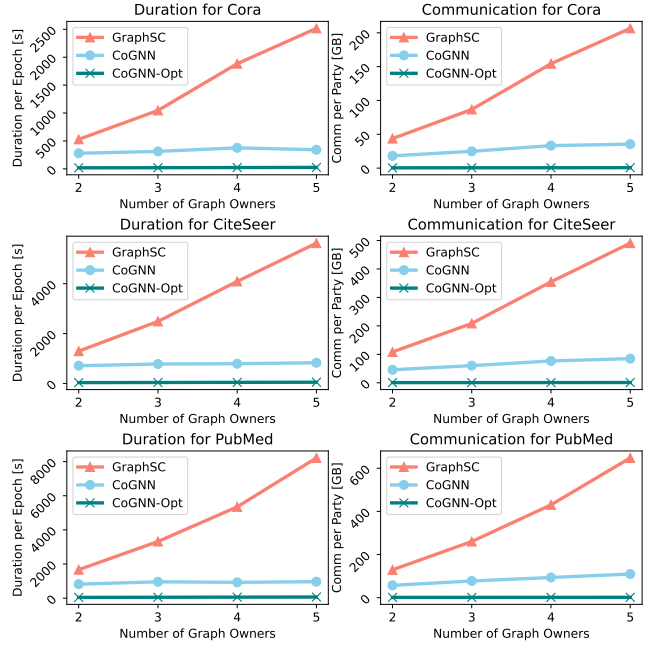 Duration for Cora
Duration per Epoch [s]
2500
2000
1500
1000
500
0
GraphSC
CoGNN
CoGNN-Opt
2 3 4 5
Number of Graph Owners
Communication for Cora
Comm per Party [GB]
200
150
100
50
0
GraphSC
CoGNN
CoGNN-Opt
2 3 4 5
Number of Graph Owners
Duration for CiteSeer
Duration per Epoch [s]
4000
2000
0
GraphSC
CoGNN
CoGNN-Opt
2 3 4 5
Number of Graph Owners
Communication for CiteSeer
Comm per Party [GB]
500
400
300
200
100
0
GraphSC
CoGNN
CoGNN-Opt
2 3 4 5
Number of Graph Owners
Duration for PubMed
Duration per Epoch [s]
8000
6000
4000
2000
0
GraphSC
CoGNN
CoGNN-Opt
2 3 4 5
Number of Graph Owners
Communication for PubMed
Comm per Party [GB]
600
400
200
0
GraphSC
CoGNN
CoGNN-Opt
2 3 4 5
Number of Graph Owners